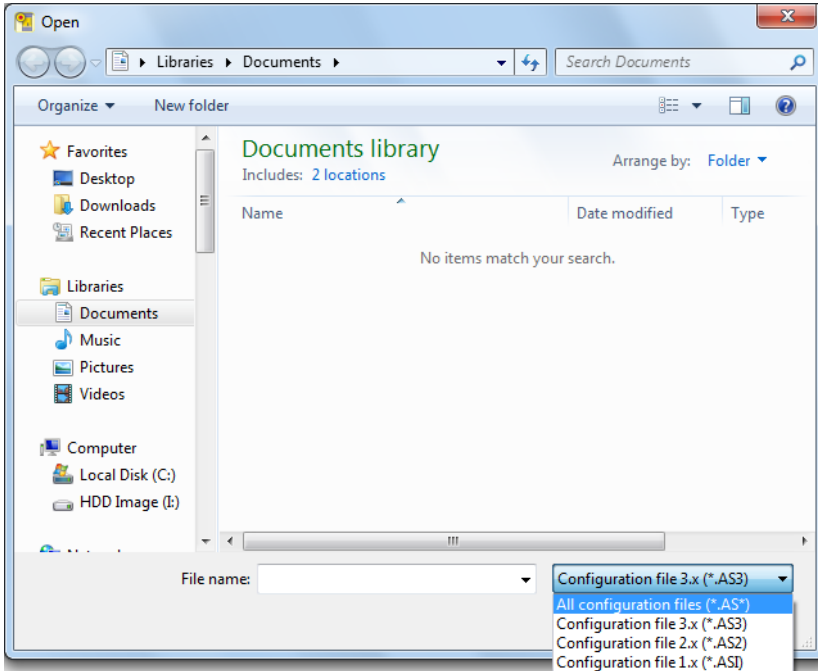 Open
Libraries Documents
Search Documents
Organize New folder
Favorites
Desktop
Downloads
Recent Places
Libraries
Documents
Music
Pictures
Videos
Computer
Local Disk (C:)
HDD Image (I:)
Documents library
Includes: 2 locations
Arrange by: Folder
Name Date modified Type
No items match your search.
File name:
Configuration file 3.x (*.AS3)
All configuration files (*.AS*)
Configuration file 3.x (*.AS3)
Configuration file 2.x (*.AS2)
Configuration file 1.x (*.ASI)